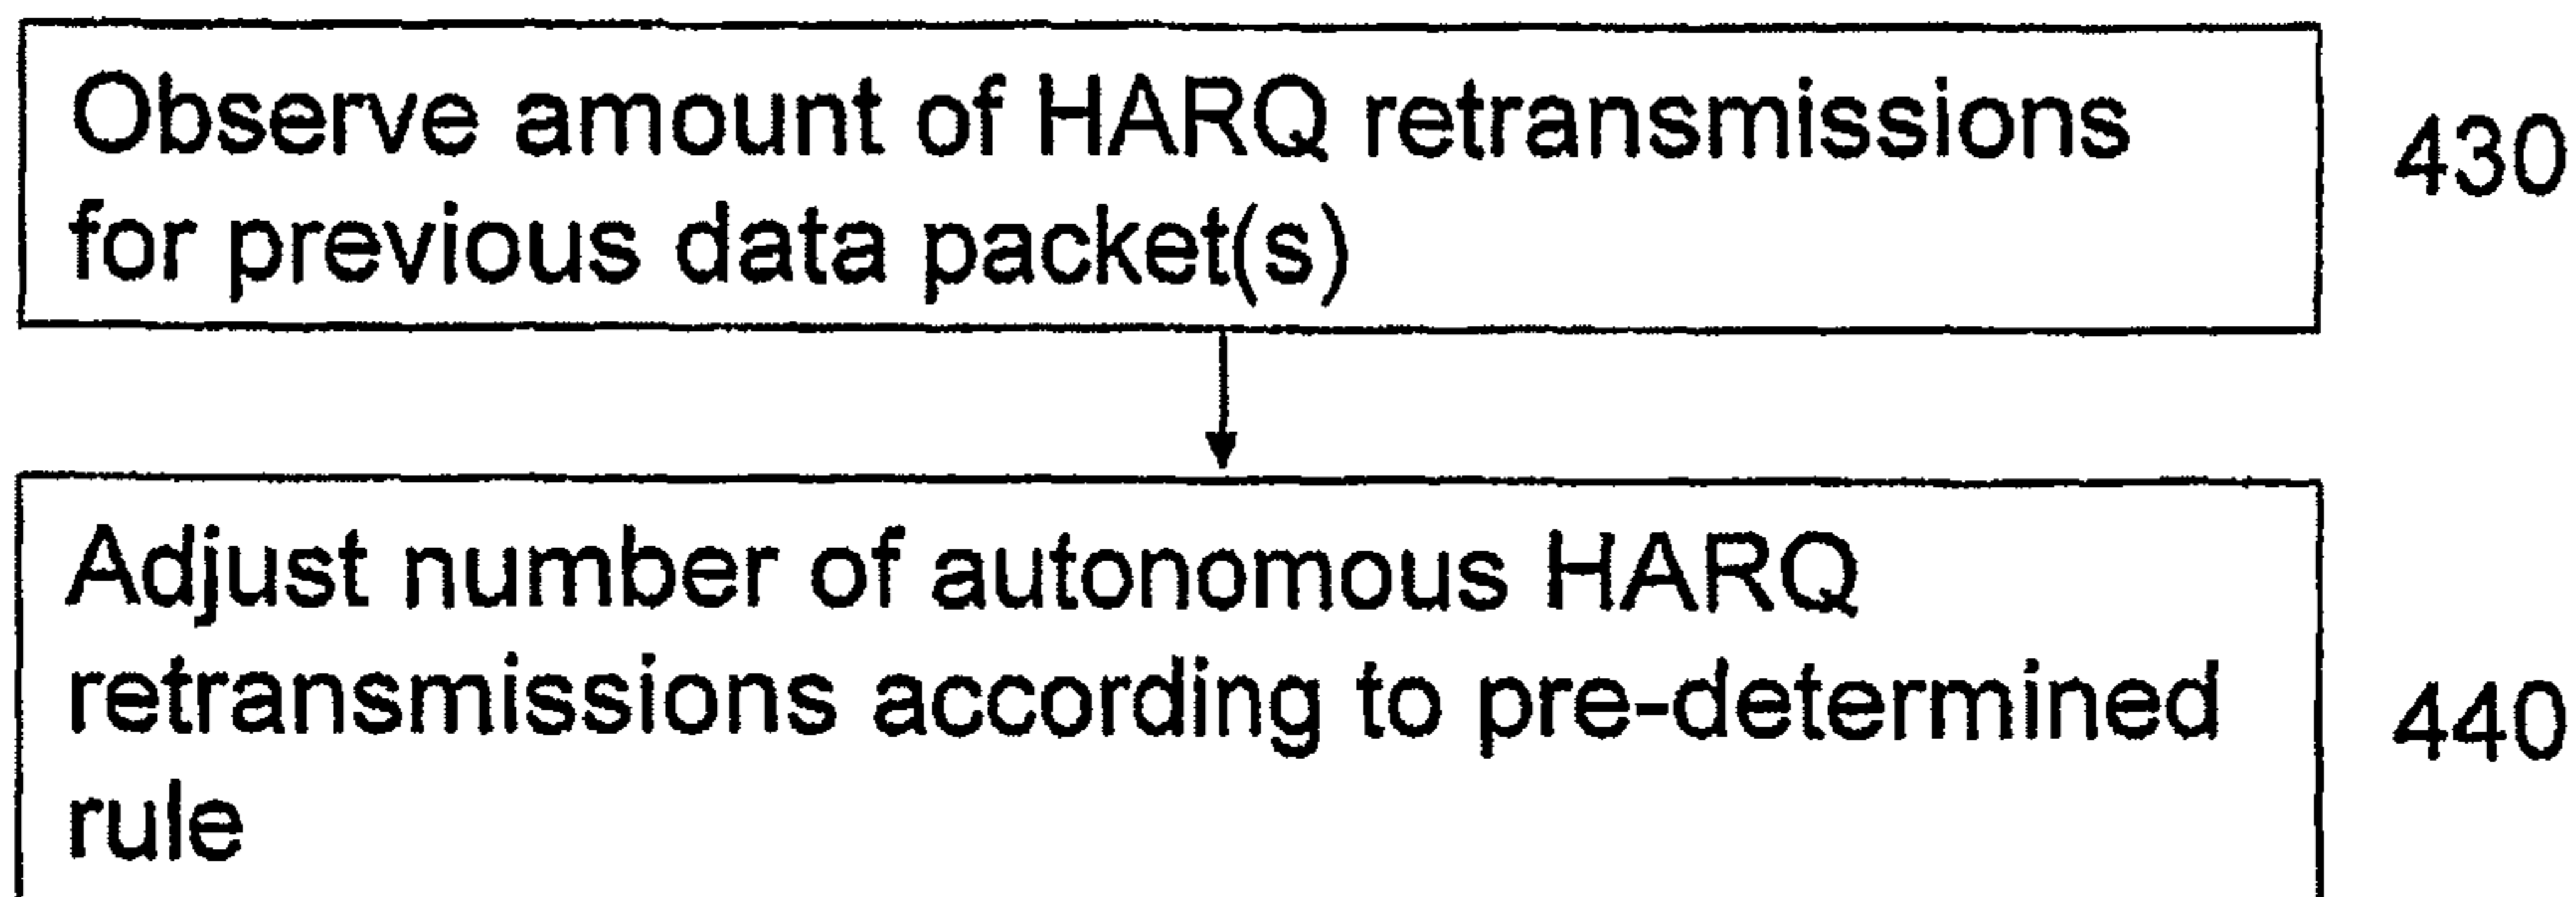 Observe amount of HARQ retransmissions
for previous data packet(s)
430
Adjust number of autonomous HARQ
retransmissions according to pre-determined
rule
440